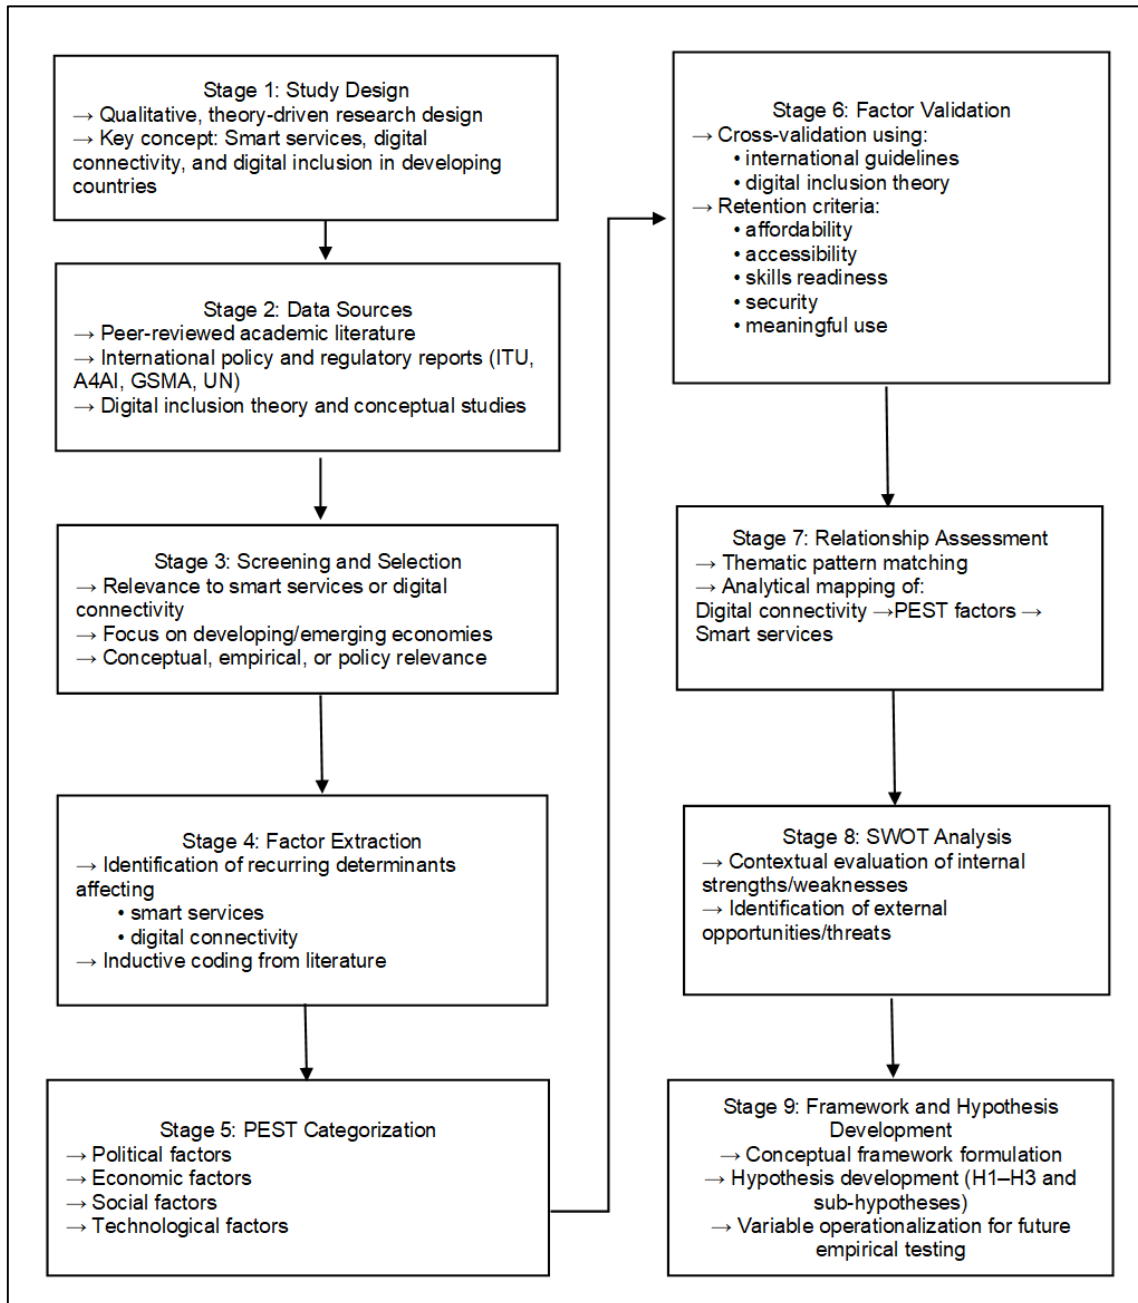 Stage 1: Study Design
→ Qualitative, theory-driven research design
→ Key concept: Smart services, digital
connectivity, and digital inclusion in developing
countries
Stage 2: Data Sources
→ Peer-reviewed academic literature
→ International policy and regulatory reports (ITU,
A4AI, GSMA, UN)
→ Digital inclusion theory and conceptual studies
Stage 3: Screening and Selection
→ Relevance to smart services or digital
connectivity
→ Focus on developing/emerging economies
→ Conceptual, empirical, or policy relevance
Stage 4: Factor Extraction
→ Identification of recurring determinants
affecting
• smart services
• digital connectivity
→ Inductive coding from literature
Stage 5: PEST Categorization
→ Political factors
→ Economic factors
→ Social factors
→ Technological factors
Stage 6: Factor Validation
→ Cross-validation using:
• international guidelines
• digital inclusion theory
→ Retention criteria:
• affordability
• accessibility
• skills readiness
• security
• meaningful use
Stage 7: Relationship Assessment
→ Thematic pattern matching
→ Analytical mapping of:
Digital connectivity →PEST factors →
Smart services
Stage 8: SWOT Analysis
→ Contextual evaluation of internal
strengths/weaknesses
→ Identification of external
opportunities/threats
Stage 9: Framework and Hypothesis
Development
→ Conceptual framework formulation
→ Hypothesis development (H1–H3 and
sub-hypotheses)
→ Variable operationalization for future
empirical testing